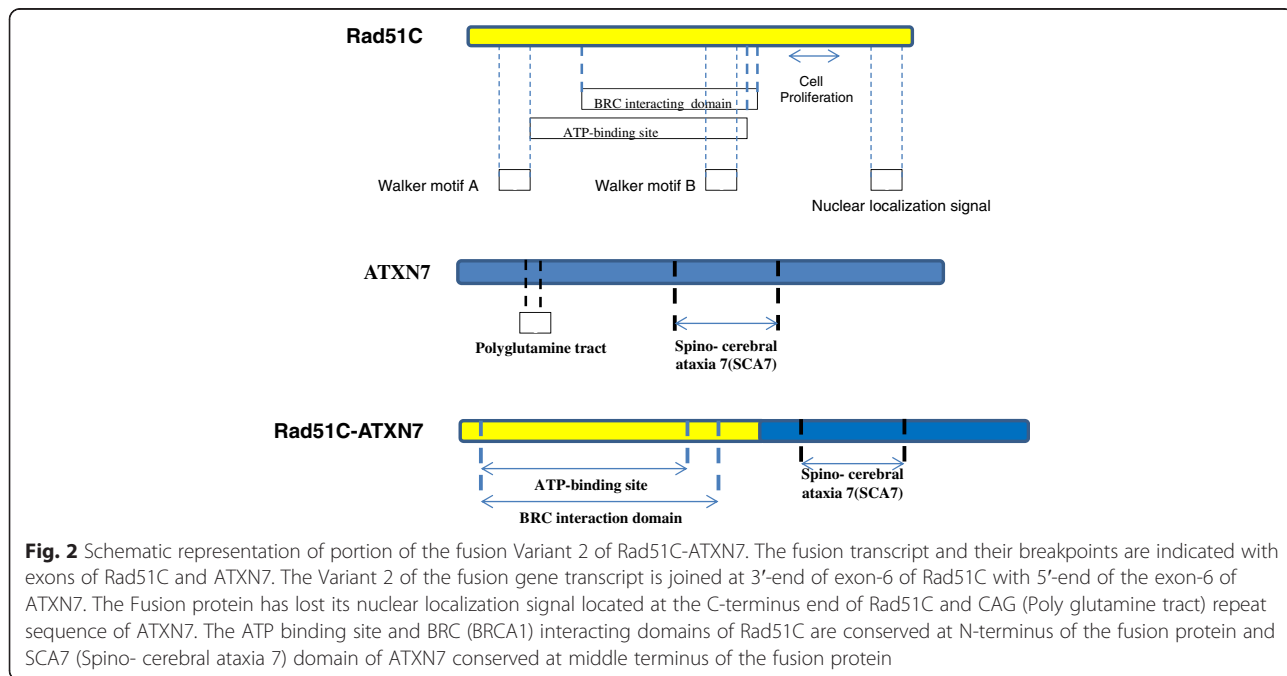 Rad51C
Cell
Proliferation
BRC interacting domain
ATP-binding site
Walker motif A
Walker motif B
Nuclear localization signal
ATXN7
Polyglutamine tract
Spino- cerebral
ataxia 7(SCA7)
Rad51C-ATXN7
ATP-binding site
Spino- cerebral
ataxia 7(SCA7)
BRC interaction domain
Fig. 2 Schematic representation of portion of the fusion Variant 2 of Rad51C-ATXN7. The fusion transcript and their breakpoints are indicated with
exons of Rad51C and ATXN7. The Variant 2 of the fusion gene transcript is joined at 3′-end of exon-6 of Rad51C with 5′-end of the exon-6 of
ATXN7. The Fusion protein has lost its nuclear localization signal located at the C-terminus end of Rad51C and CAG (Poly glutamine tract) repeat
sequence of ATXN7. The ATP binding site and BRC (BRCA1) interacting domains of Rad51C are conserved at N-terminus of the fusion protein and
SCA7 (Spino- cerebral ataxia 7) domain of ATXN7 conserved at middle terminus of the fusion protein